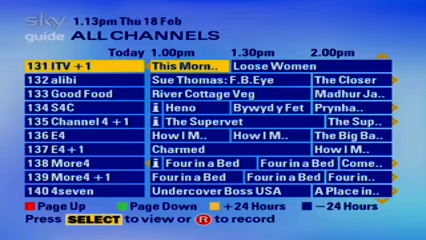 sky 1.13pm Thu 18 Feb
guide ALL CHANNELS
Today 1.00pm 1.30pm 2.00pm
131 ITV +1 This Morn.. Loose Women
132 alibi Sue Thomas: F.B.Eye The Closer
133 Good Food River Cottage Veg Madhur Ja..
134 S4C i Heno Bywyd y Fet Prynha..
135 Channel 4 +1 i The Supervet The Sup..
136 E4 How I M.. How I M.. The Big Ba..
137 E4+1 Charmed How I M..
138 More4 i Four in a Bed Four in a Bed Come..
139 More4 +1 Four in a Bed Four in a Bed Four in..
140 4seven Undercover Boss USA A Place in..
Page Up Page Down +24 Hours -24 Hours
Press SELECT to view or R to record